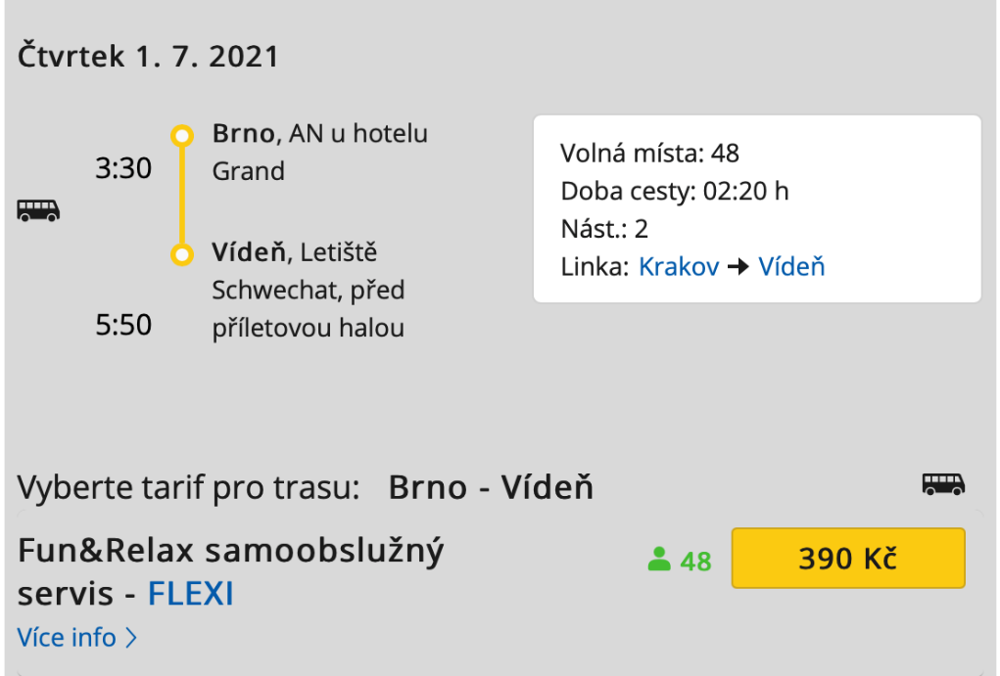 Čtvrtek 1. 7. 2021
3:30
Brno, AN u hotelu
Grand
5:50
Vídeň, Letiště
Schwechat, před
příletovou halou
Volná místa: 48
Doba cesty: 02:20 h
Nást.: 2
Linka: Krakov → Vídeň
Vyberte tarif pro trasu: Brno - Vídeň
Fun&Relax samoobslužný
servis - FLEXI
48
390 Kč
Více info >